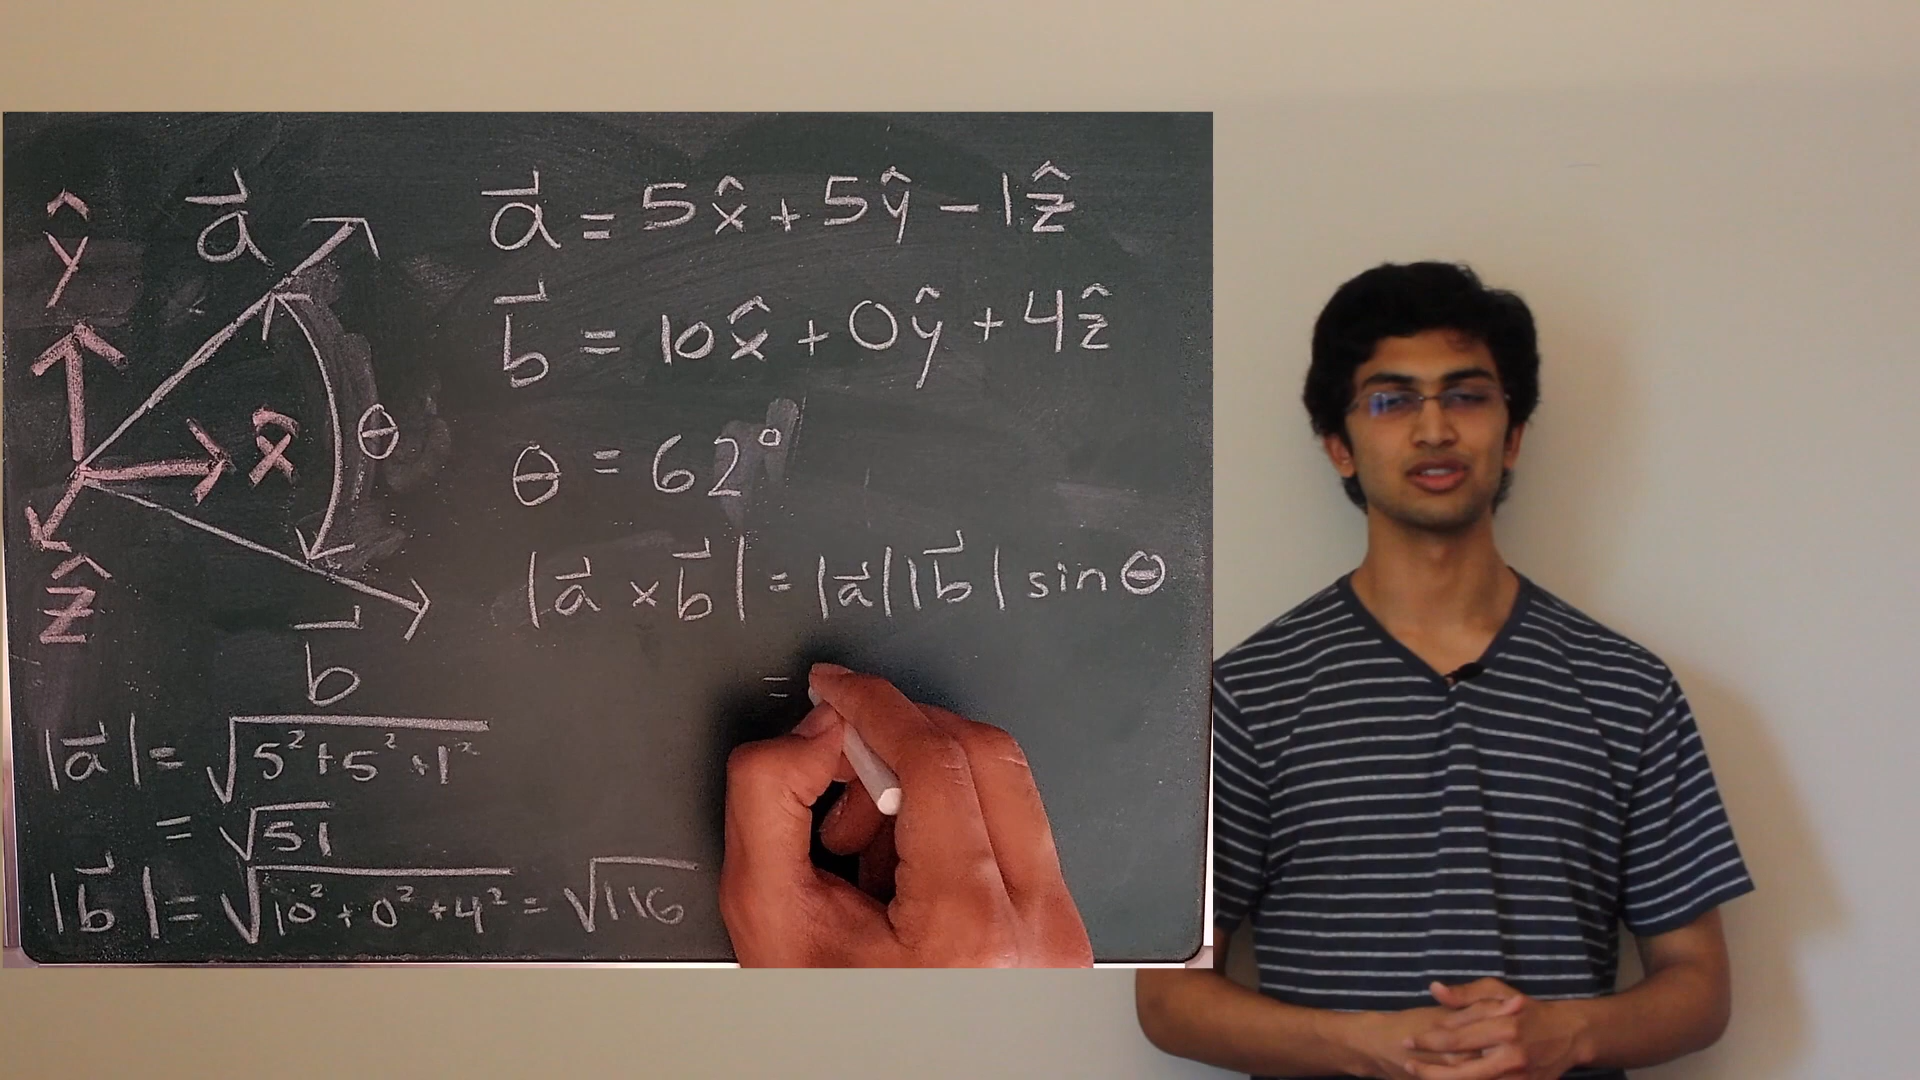 ŷ
a⃗
x̂
θ
ẑ
b⃗
a⃗ = 5x̂ + 5ŷ − 1ẑ
b⃗ = 10x̂ + 0ŷ + 4ẑ
θ = 62°
|a⃗ × b⃗| = |a⃗||b⃗| sin θ
=
|a⃗| = √(5² + 5² + 1²)
= √51
|b⃗| = √(10² + 0² + 4²) = √116